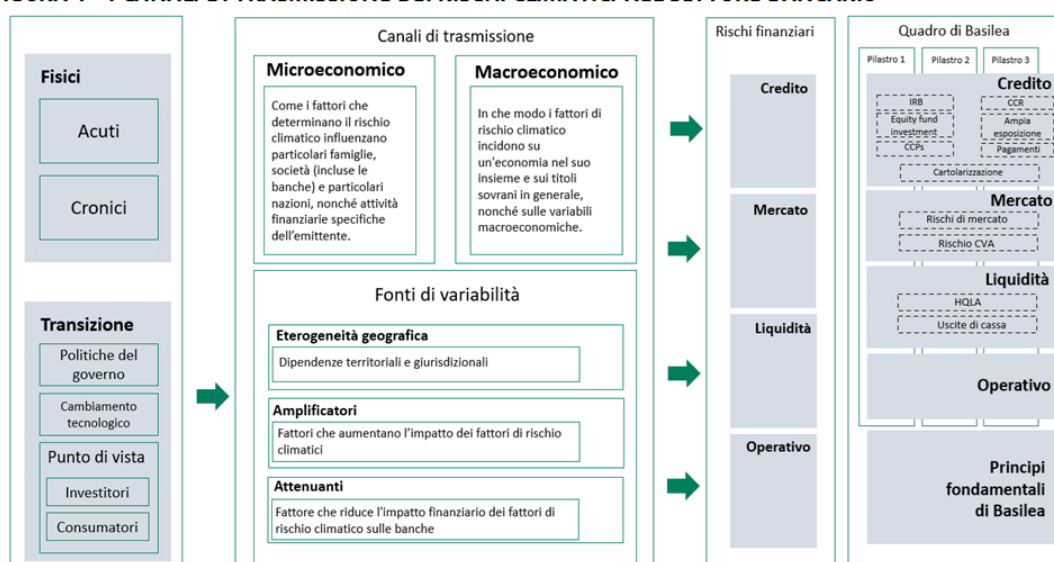 Fisici
Acuti
Cronici
Transizione
Politiche del
governo
Cambiamento
tecnologico
Punto di vista
Investitori
Consumatori
Canali di trasmissione
Microeconomico
Come i fattori che
determinano il rischio
climatico influenzano
particolari famiglie,
società (incluse le
banche) e particolari
nazioni, nonché attività
finanziarie specifiche
dell'emittente.
Macroeconomico
In che modo i fattori di
rischio climatico
incidono su
un'economia nel suo
insieme e sui titoli
sovrani in generale,
nonché sulle variabili
macroeconomiche.
Fonti di variabilità
Eterogeneità geografica
Dipendenze territoriali e giurisdizionali
Amplificatori
Fattori che aumentano l'impatto dei fattori di rischio
climatici
Attenuanti
Fattore che riduce l'impatto finanziario dei fattori di
rischio climatico sulle banche
Rischi finanziari
Credito
Mercato
Liquidità
Operativo
Quadro di Basilea
Pilastro 1
Pilastro 2
Pilastro 3
Credito
IRB
CCR
Equity fund
investment
Ampia
esposizione
CCPs
Pagamenti
Cartolarizzazione
Mercato
Rischi di mercato
Rischio CVA
Liquidità
HQLA
Uscite di cassa
Operativo
Principi
fondamentali
di Basilea